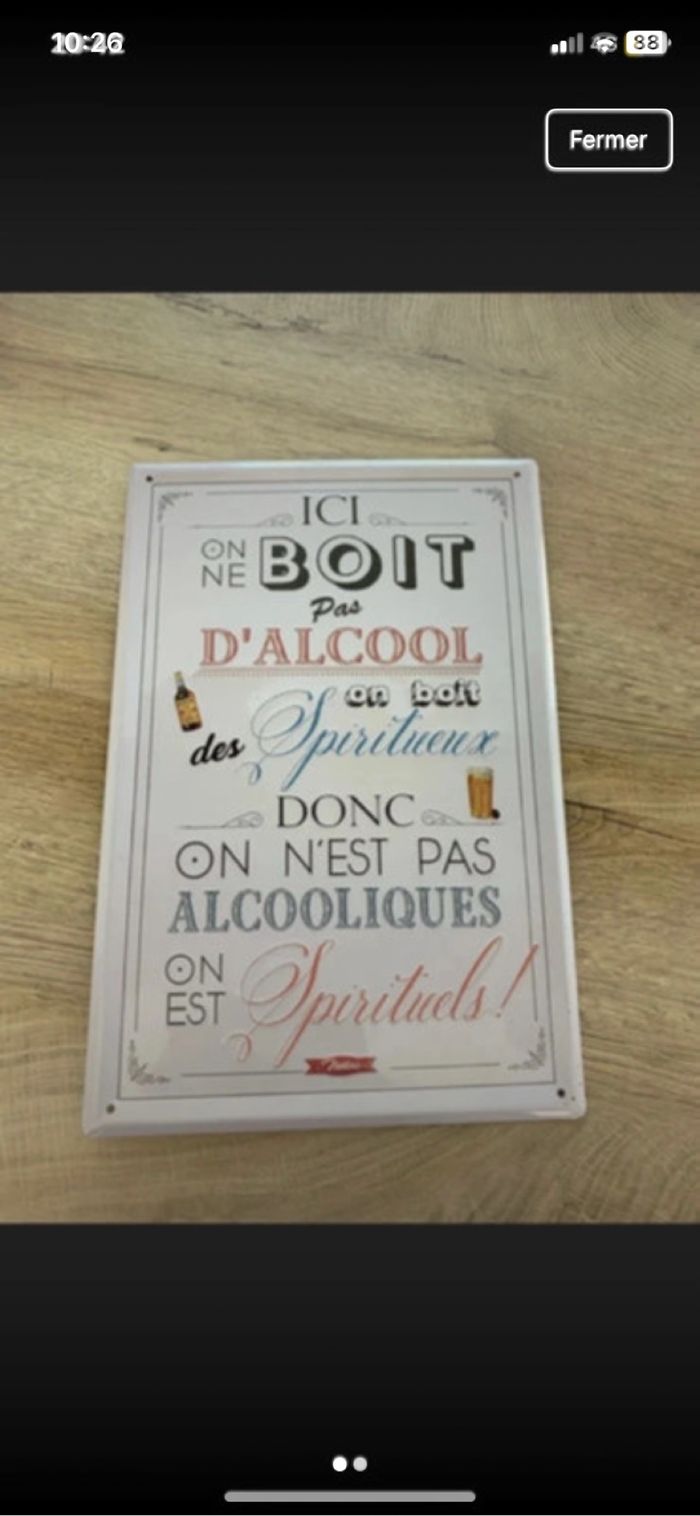 10:26
88
Fermer
ICI
ON NE BOIT
Pas
D'ALCOOL
on boit
des Spiritueux
DONC
ON N'EST PAS
ALCOOLIQUES
ON EST Spirituels!